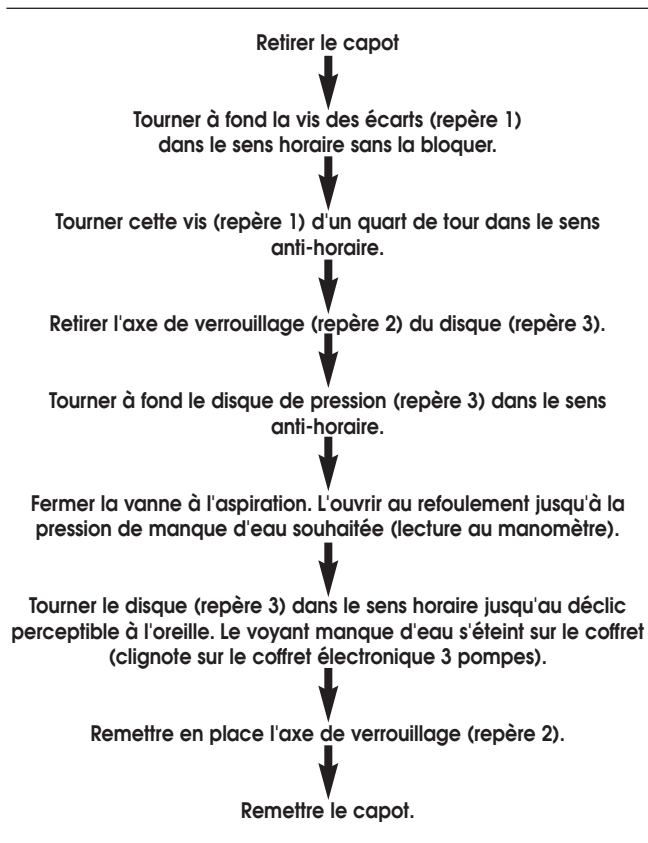 Retirer le capot
Tourner à fond la vis des écarts (repère 1)
dans le sens horaire sans la bloquer.
Tourner cette vis (repère 1) d'un quart de tour dans le sens
anti-horaire.
Retirer l'axe de verrouillage (repère 2) du disque (repère 3).
Tourner à fond le disque de pression (repère 3) dans le sens
anti-horaire.
Fermer la vanne à l'aspiration. L'ouvrir au refoulement jusqu'à la
pression de manque d'eau souhaitée (lecture au manomètre).
Tourner le disque (repère 3) dans le sens horaire jusqu'au déclic
perceptible à l'oreille. Le voyant manque d'eau s'éteint sur le coffret
(clignote sur le coffret électronique 3 pompes).
Remettre en place l'axe de verrouillage (repère 2).
Remettre le capot.